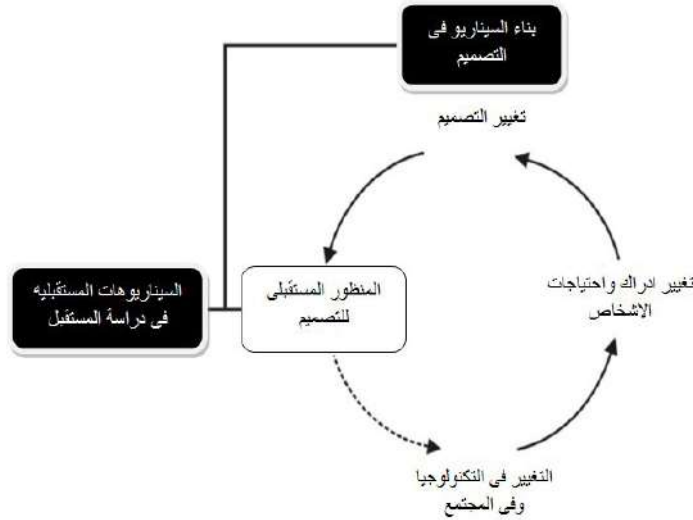 بناء السيناريو فى
التصميم
تغيير التصميم
السيناريوهات المستقبليه
فى دراسة المستقبل
المنظور المستقبلى
للتصميم
تغيير ادراك واحتياجات
الاشخاص
التغيير فى التكنولوجيا
وفى المجتمع